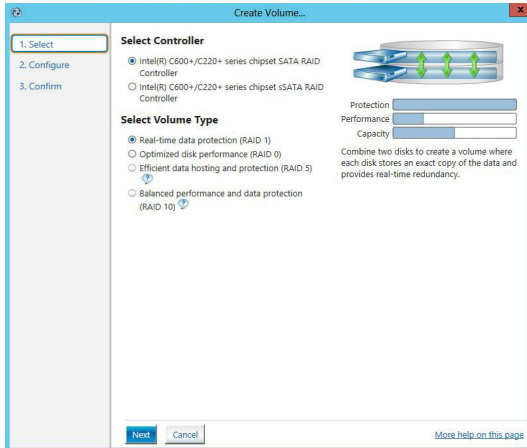 Create Volume...
x
1. Select
2. Configure
3. Confirm
Select Controller
Intel(R) C600+/C220+ series chipset SATA RAID
Controller
Intel(R) C600+/C220+ series chipset sSATA RAID
Controller
Select Volume Type
Real-time data protection (RAID 1)
Optimized disk performance (RAID 0)
Efficient data hosting and protection (RAID 5)
?
Balanced performance and data protection
(RAID 10) ?
Protection
Performance
Capacity
Combine two disks to create a volume where
each disk stores an exact copy of the data and
provides real-time redundancy.
Next
Cancel
More help on this page